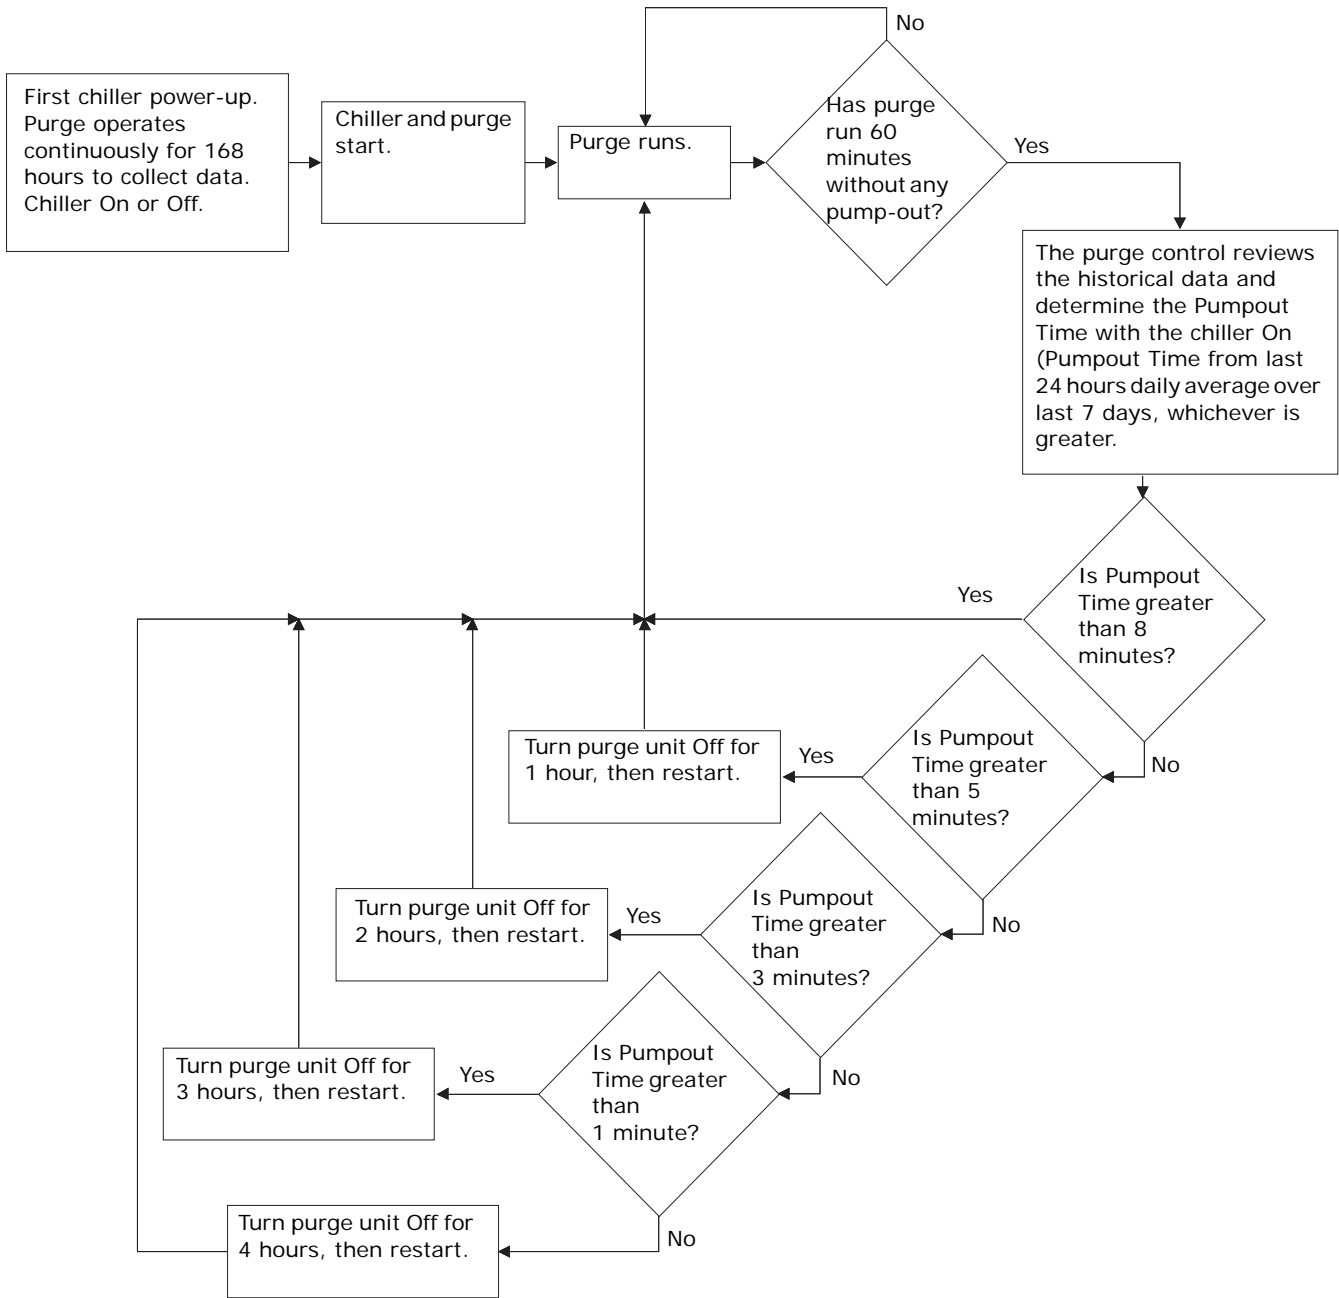 No
First chiller power-up.
Purge operates
continuously for 168
hours to collect data.
Chiller On or Off.
Chiller and purge
start.
Purge runs.
Has purge
run 60
minutes
without any
pump-out?
Yes
The purge control reviews
the historical data and
determine the Pumpout
Time with the chiller On
(Pumpout Time from last
24 hours daily average over
last 7 days, whichever is
greater.
Is Pumpout
Time greater
than 8
minutes?
Yes
No
Is Pumpout
Time greater
than 5
minutes?
Yes
Turn purge unit Off for
1 hour, then restart.
No
Is Pumpout
Time greater
than
3 minutes?
Yes
Turn purge unit Off for
2 hours, then restart.
No
Is Pumpout
Time greater
than
1 minute?
Yes
Turn purge unit Off for
3 hours, then restart.
No
Turn purge unit Off for
4 hours, then restart.